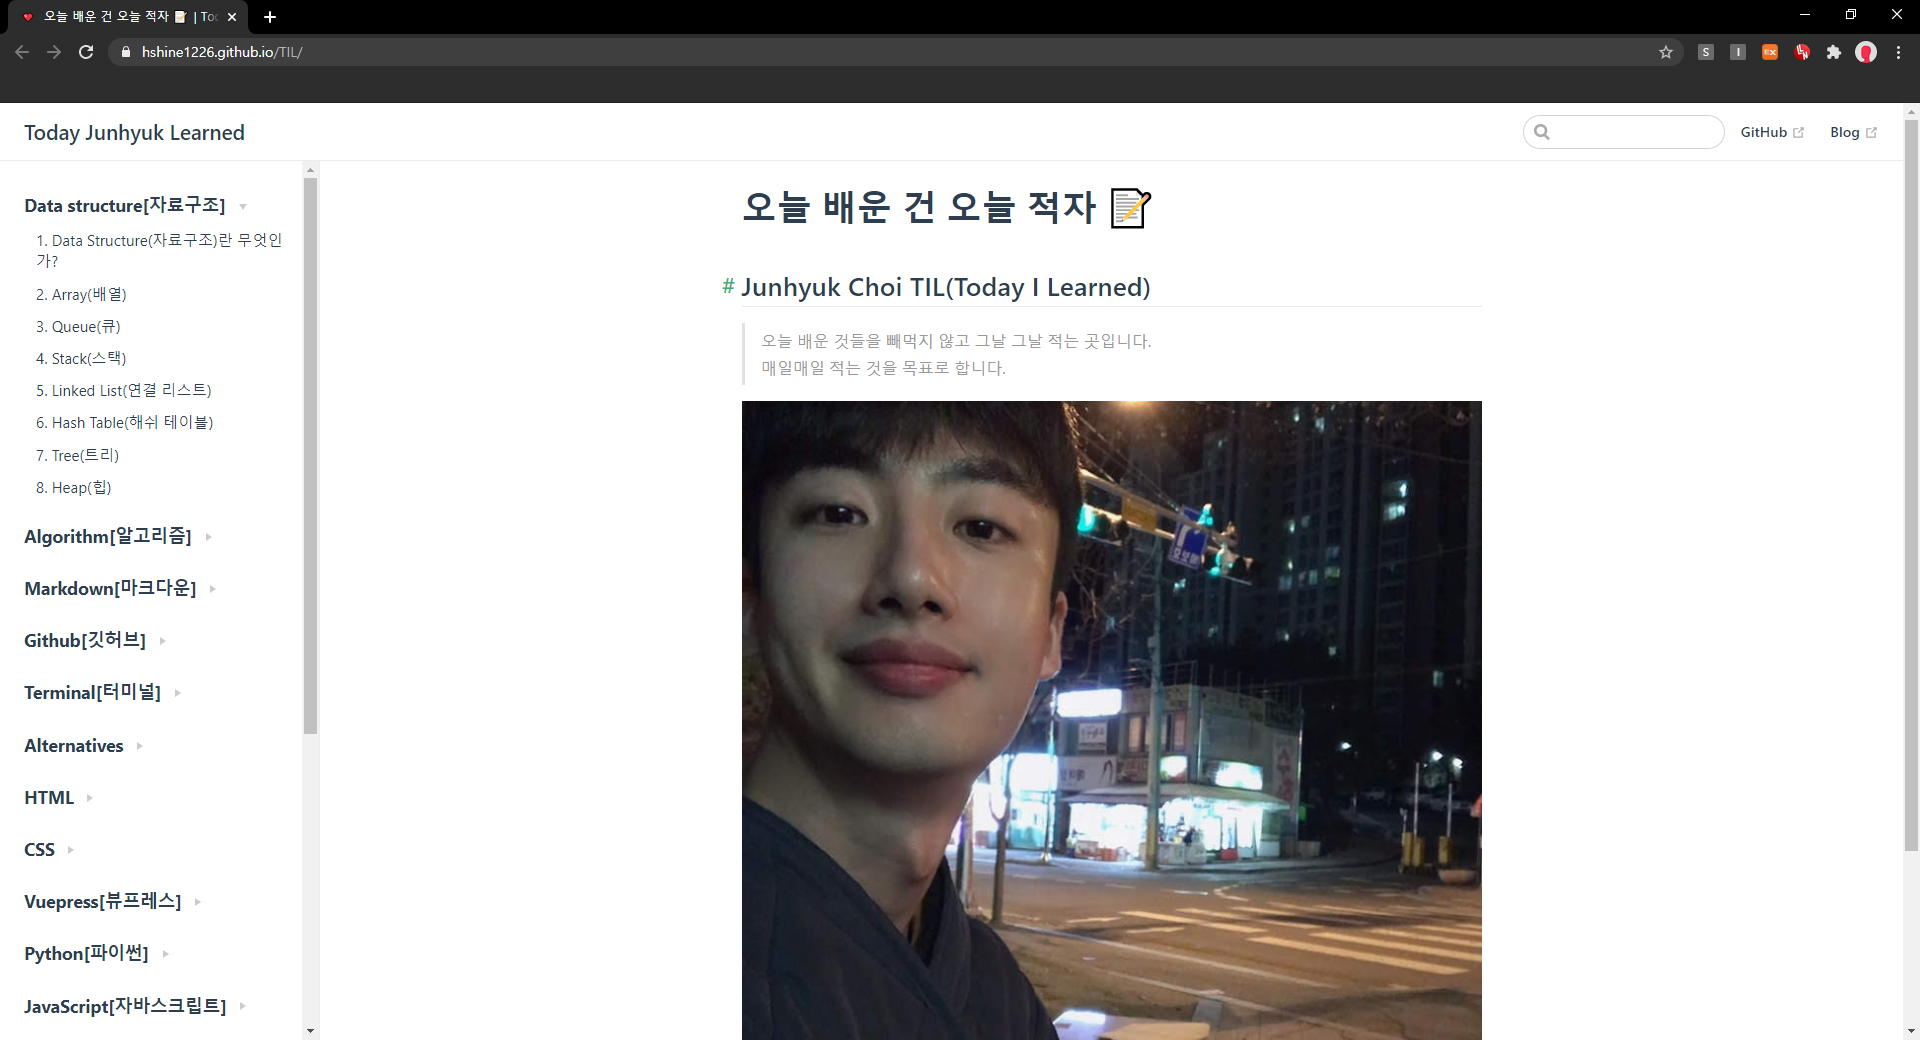 오늘 배운 건 오늘 적자 📝 | To
hshine1226.github.io/TIL/
Today Junhyuk Learned
GitHub
Blog
Data structure[자료구조]
1. Data Structure(자료구조)란 무엇인
가?
2. Array(배열)
3. Queue(큐)
4. Stack(스택)
5. Linked List(연결 리스트)
6. Hash Table(해쉬 테이블)
7. Tree(트리)
8. Heap(힙)
Algorithm[알고리즘]
Markdown[마크다운]
Github[깃허브]
Terminal[터미널]
Alternatives
HTML
CSS
Vuepress[뷰프레스]
Python[파이썬]
JavaScript[자바스크립트]
오늘 배운 건 오늘 적자 📝
# Junhyuk Choi TIL(Today I Learned)
오늘 배운 것들을 빼먹지 않고 그날 그날 적는 곳입니다.
매일매일 적는 것을 목표로 합니다.